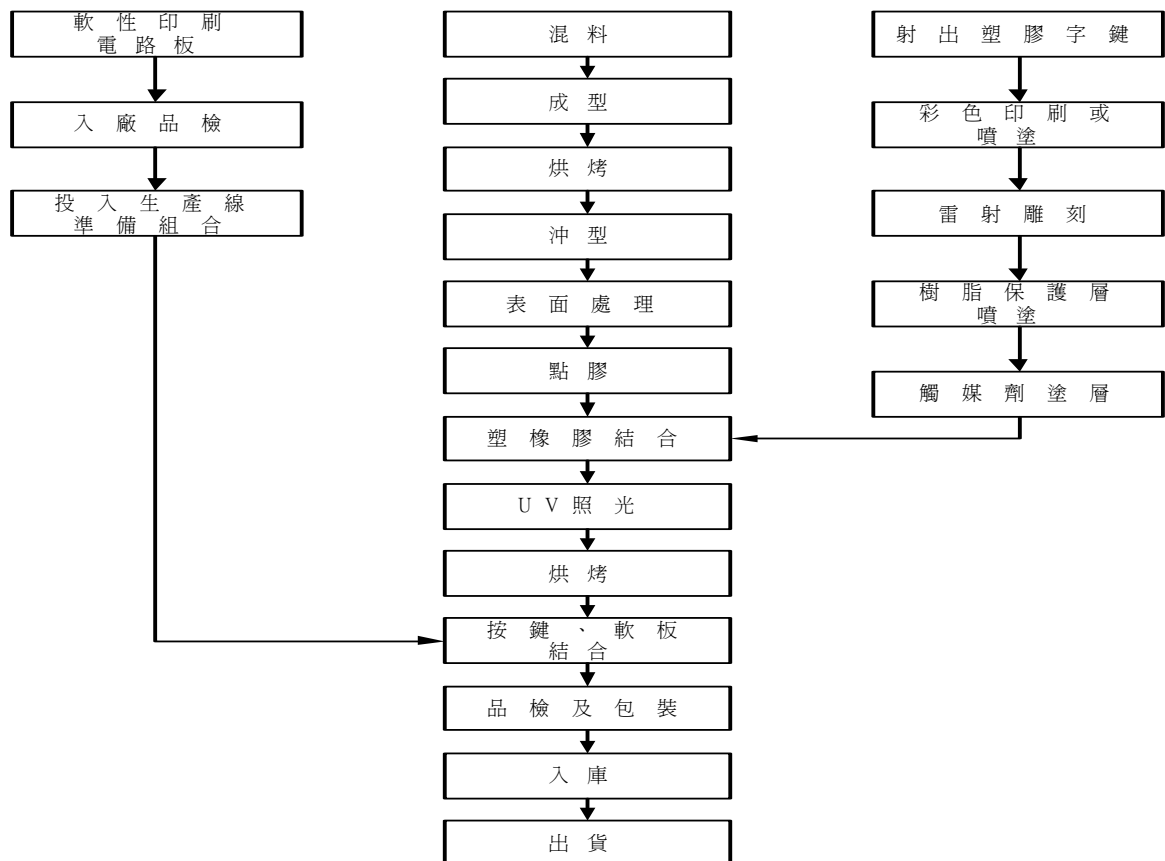 軟性印刷
電路板
入廠品檢
投入生產線
準備組合
混料
成型
烘烤
沖型
表面處理
點膠
塑橡膠結合
UV照光
烘烤
按鍵、軟板
結合
品檢及包裝
入庫
出貨
射出塑膠字鍵
彩色印刷或
噴塗
雷射雕刻
樹脂保護層
噴塗
觸媒劑塗層